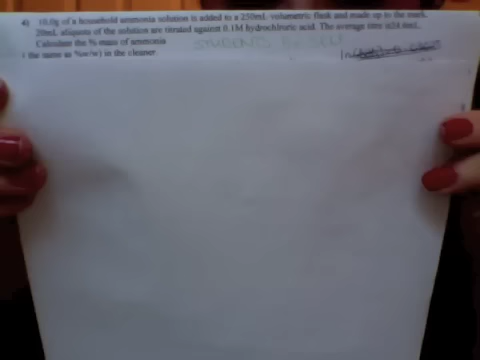 a) 10.0g of a household ammonia solution is added to a 250mL volumetric flask and made up to the mark.
20mL aliquots of the solution are titrated against 0.1M hydrochloric acid. The average titre is
Calculate the % mass of ammonia
( the same as %w/w) in the cleaner.
STUDENTS